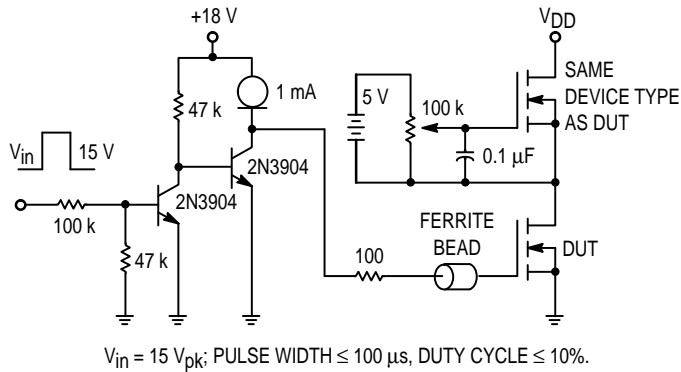 +18 V
V_DD
1 mA
47 k
V_in
15 V
2N3904
2N3904
100 k
47 k
5 V
100 k
0.1 μF
SAME
DEVICE TYPE
AS DUT
FERRITE
BEAD
100
DUT
V_in = 15 V_pk; PULSE WIDTH ≤ 100 μs, DUTY CYCLE ≤ 10%.